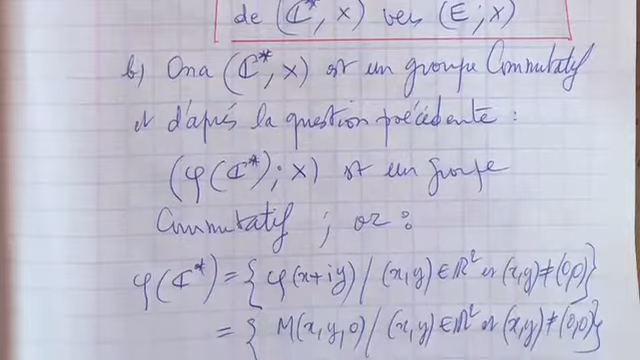 de (ℂ*, ×) vers (E ; ×)
b) Ona (ℂ*, ×) est un groupe Commutatif
et d'après la question précédente :
(φ(ℂ*) ; ×) est un groupe
Commutatif ; or :
φ(ℂ*) = { φ(x+iy) / (x,y) ∈ ℝ² et (x,y) ≠ (0,0)}
= { M(x,y,0) / (x,y) ∈ ℝ² et (x,y) ≠ (0,0)}